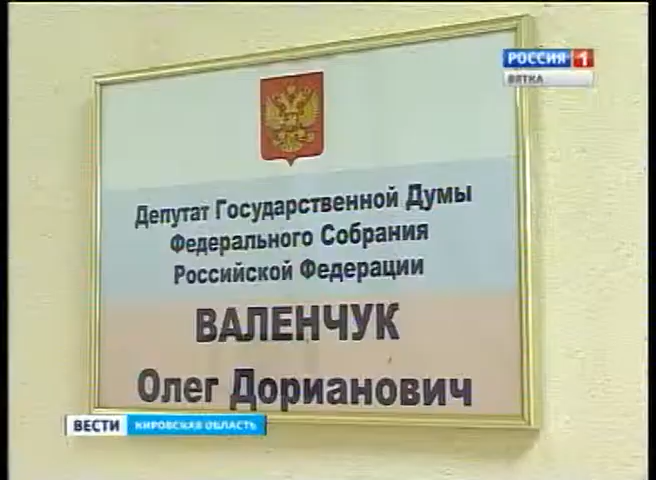 РОССИЯ 1
ВЯТКА
Депутат Государственной Думы
Федерального Собрания
Российской Федерации
ВАЛЕНЧУК
Олег Дорианович
ВЕСТИ КИРОВСКАЯ ОБЛАСТЬ